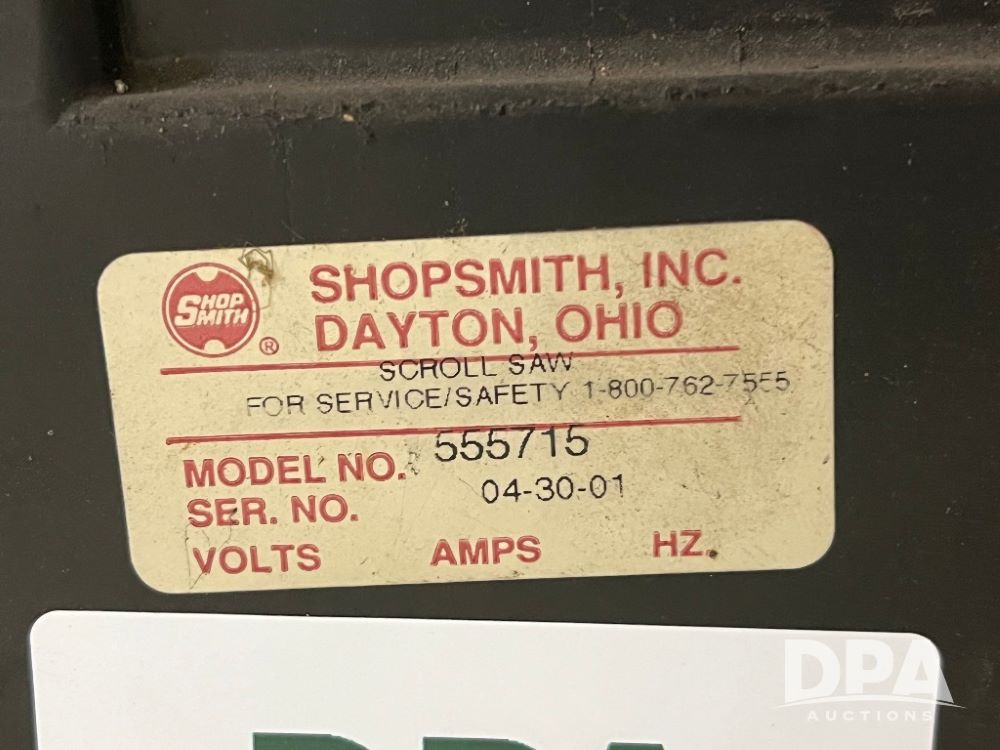 SHOP
SMITH
®
SHOPSMITH, INC.
DAYTON, OHIO
SCROLL SAW
FOR SERVICE/SAFETY 1-800-762-7555
MODEL NO. 555715
SER. NO. 04-30-01
VOLTS AMPS HZ.
DPA
AUCTIONS
DPA